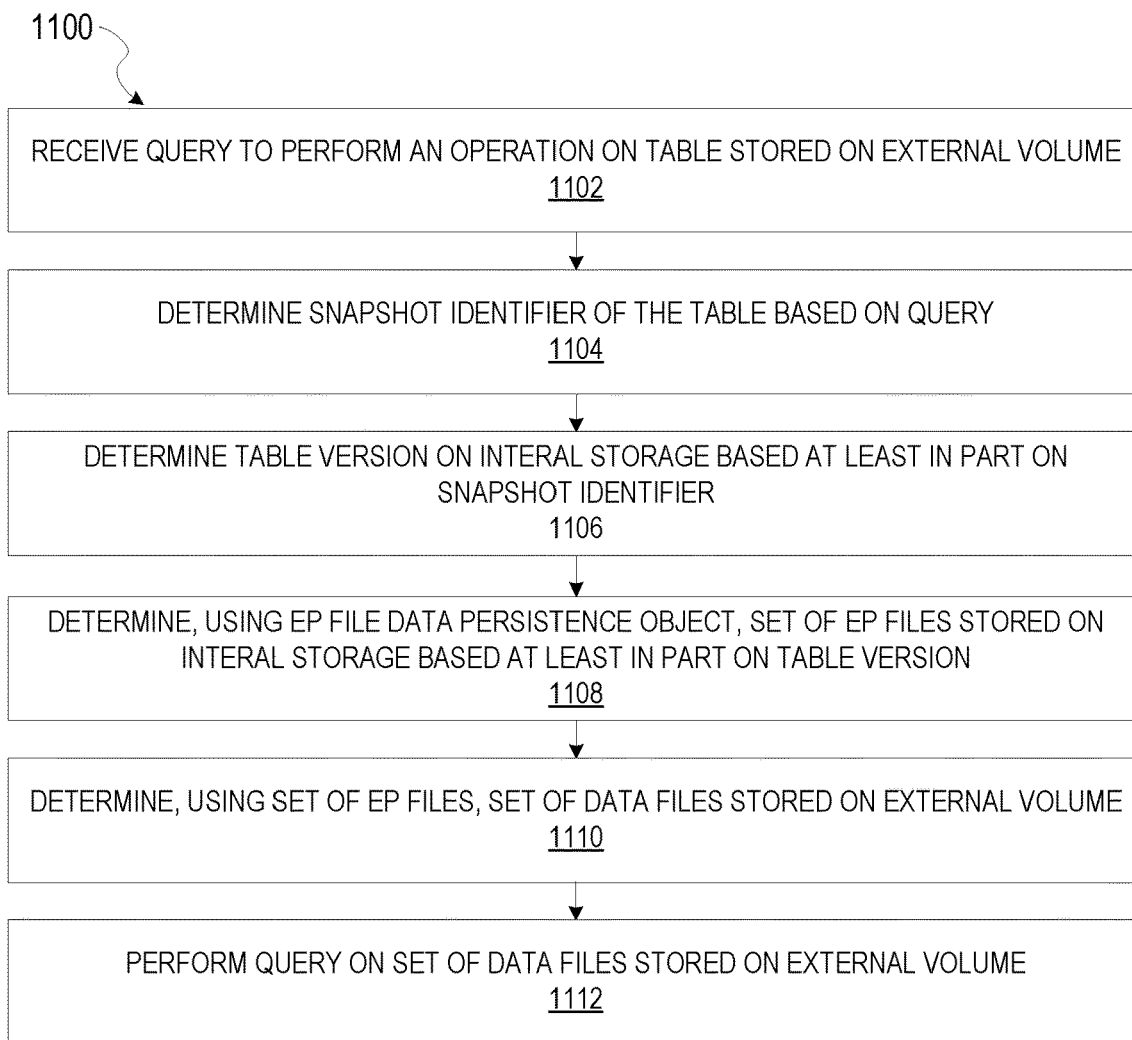 1100
RECEIVE QUERY TO PERFORM AN OPERATION ON TABLE STORED ON EXTERNAL VOLUME
1102
DETERMINE SNAPSHOT IDENTIFIER OF THE TABLE BASED ON QUERY
1104
DETERMINE TABLE VERSION ON INTERAL STORAGE BASED AT LEAST IN PART ON
SNAPSHOT IDENTIFIER
1106
DETERMINE, USING EP FILE DATA PERSISTENCE OBJECT, SET OF EP FILES STORED ON
INTERAL STORAGE BASED AT LEAST IN PART ON TABLE VERSION
1108
DETERMINE, USING SET OF EP FILES, SET OF DATA FILES STORED ON EXTERNAL VOLUME
1110
PERFORM QUERY ON SET OF DATA FILES STORED ON EXTERNAL VOLUME
1112